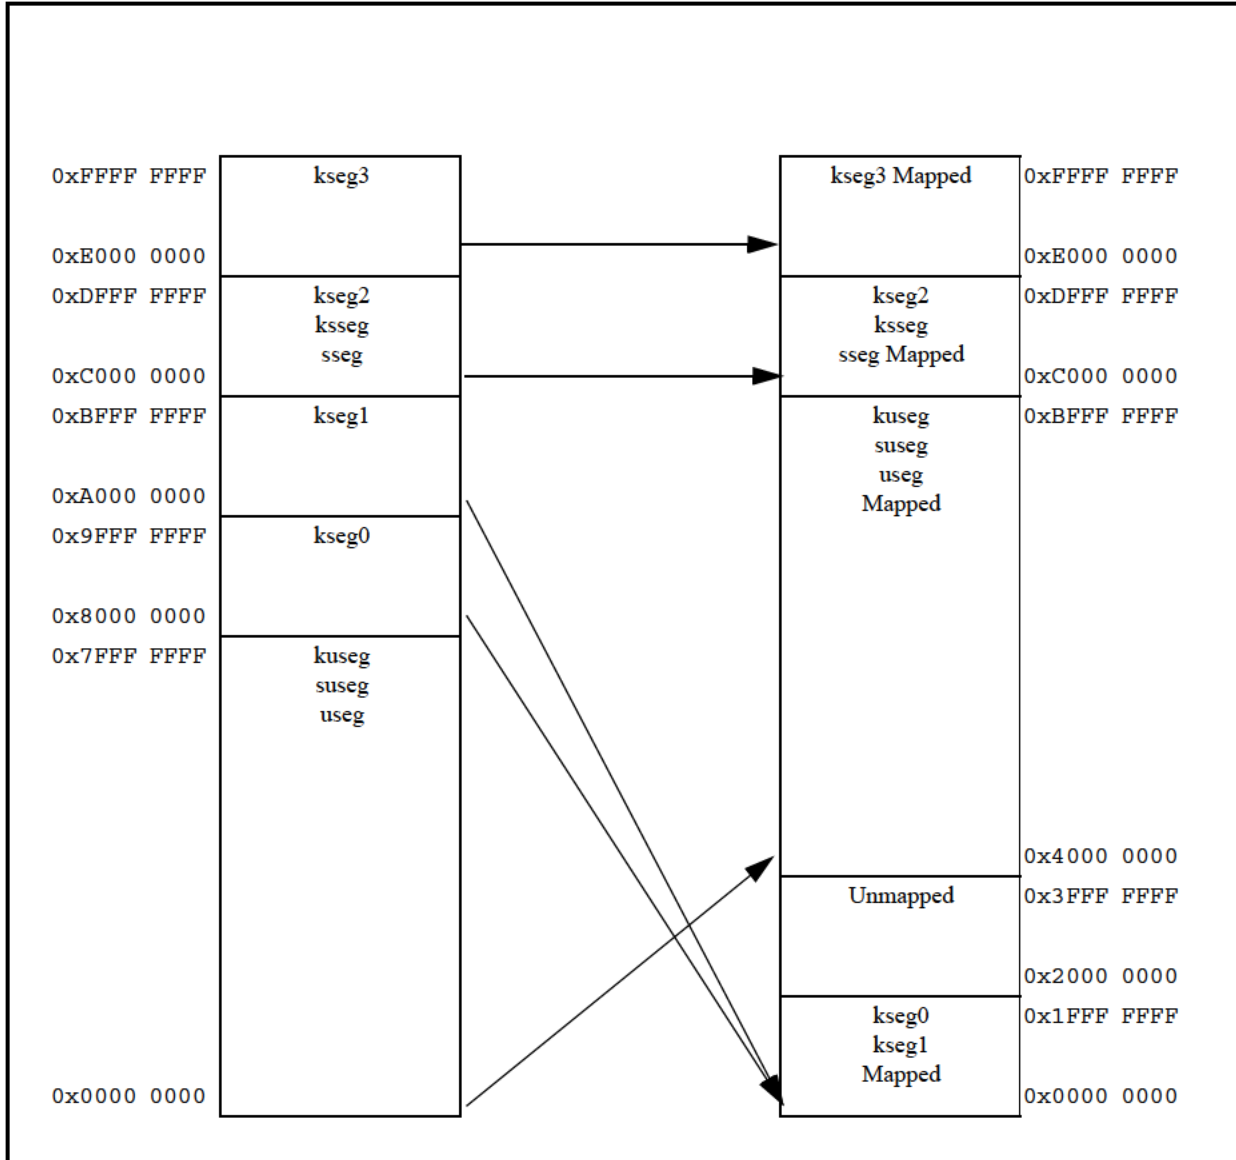 0xFFFF FFFF
kseg3
0xE000 0000
0xDFFF FFFF
kseg2
ksseg
sseg
0xC000 0000
0xBFFF FFFF
kseg1
0xA000 0000
0x9FFF FFFF
kseg0
0x8000 0000
0x7FFF FFFF
kuseg
suseg
useg
0x0000 0000
kseg3 Mapped
0xFFFF FFFF
0xE000 0000
kseg2
0xDFFF FFFF
ksseg
sseg Mapped
0xC000 0000
kuseg
0xBFFF FFFF
suseg
useg
Mapped
0x4000 0000
Unmapped
0x3FFF FFFF
0x2000 0000
kseg0
0x1FFF FFFF
kseg1
Mapped
0x0000 0000